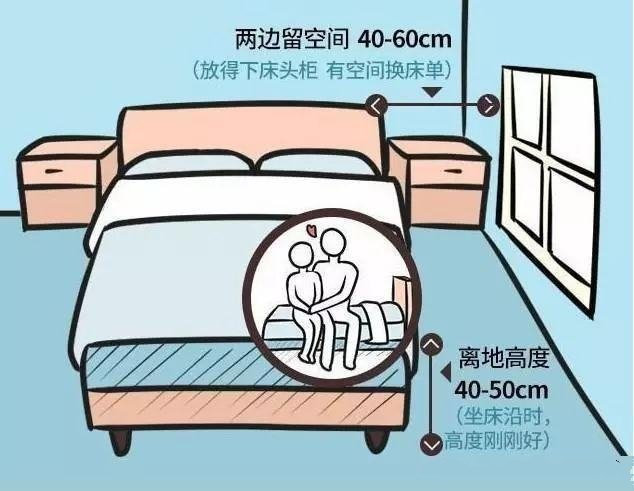 两边留空间 40-60cm
（放得下床头柜 有空间换床单）
离地高度
40-50cm
（坐床沿时，
高度刚刚好）